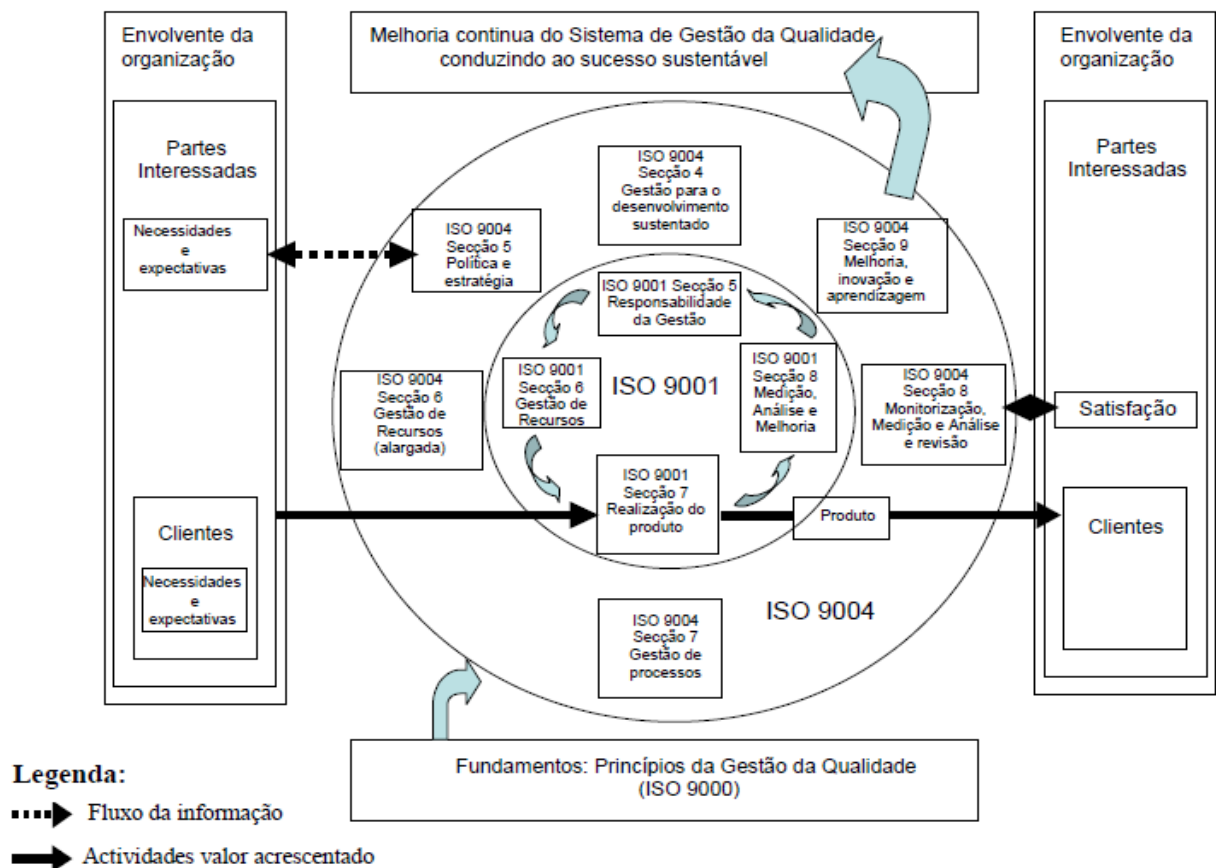 Envolvente da
organização
Partes
Interessadas
Necessidades
e
expectativas
Clientes
Necessidades
e
expectativas
Melhoria continua do Sistema de Gestão da Qualidade
conduzindo ao sucesso sustentável
ISO 9004
Secção 4
Gestão para o
desenvolvimento
sustentado
ISO 9004
Secção 5
Política e
estratégia
ISO 9004
Secção 9
Melhoria,
inovação e
aprendizagem
ISO 9001 Secção 5
Responsabilidade
da Gestão
ISO 9004
Secção 6
Gestão de
Recursos
(alargada)
ISO 9001
Secção 6
Gestão de
Recursos
ISO 9001
ISO 9001
Secção 8
Medição,
Análise e
Melhoria
ISO 9004
Secção 8
Monitorização,
Medição e Análise
e revisão
ISO 9001
Secção 7
Realização do
produto
Produto
ISO 9004
ISO 9004
Secção 7
Gestão de
processos
Envolvente da
organização
Partes
Interessadas
Satisfação
Clientes
Fundamentos: Princípios da Gestão da Qualidade
(ISO 9000)
Legenda:
Fluxo da informação
Actividades valor acrescentado